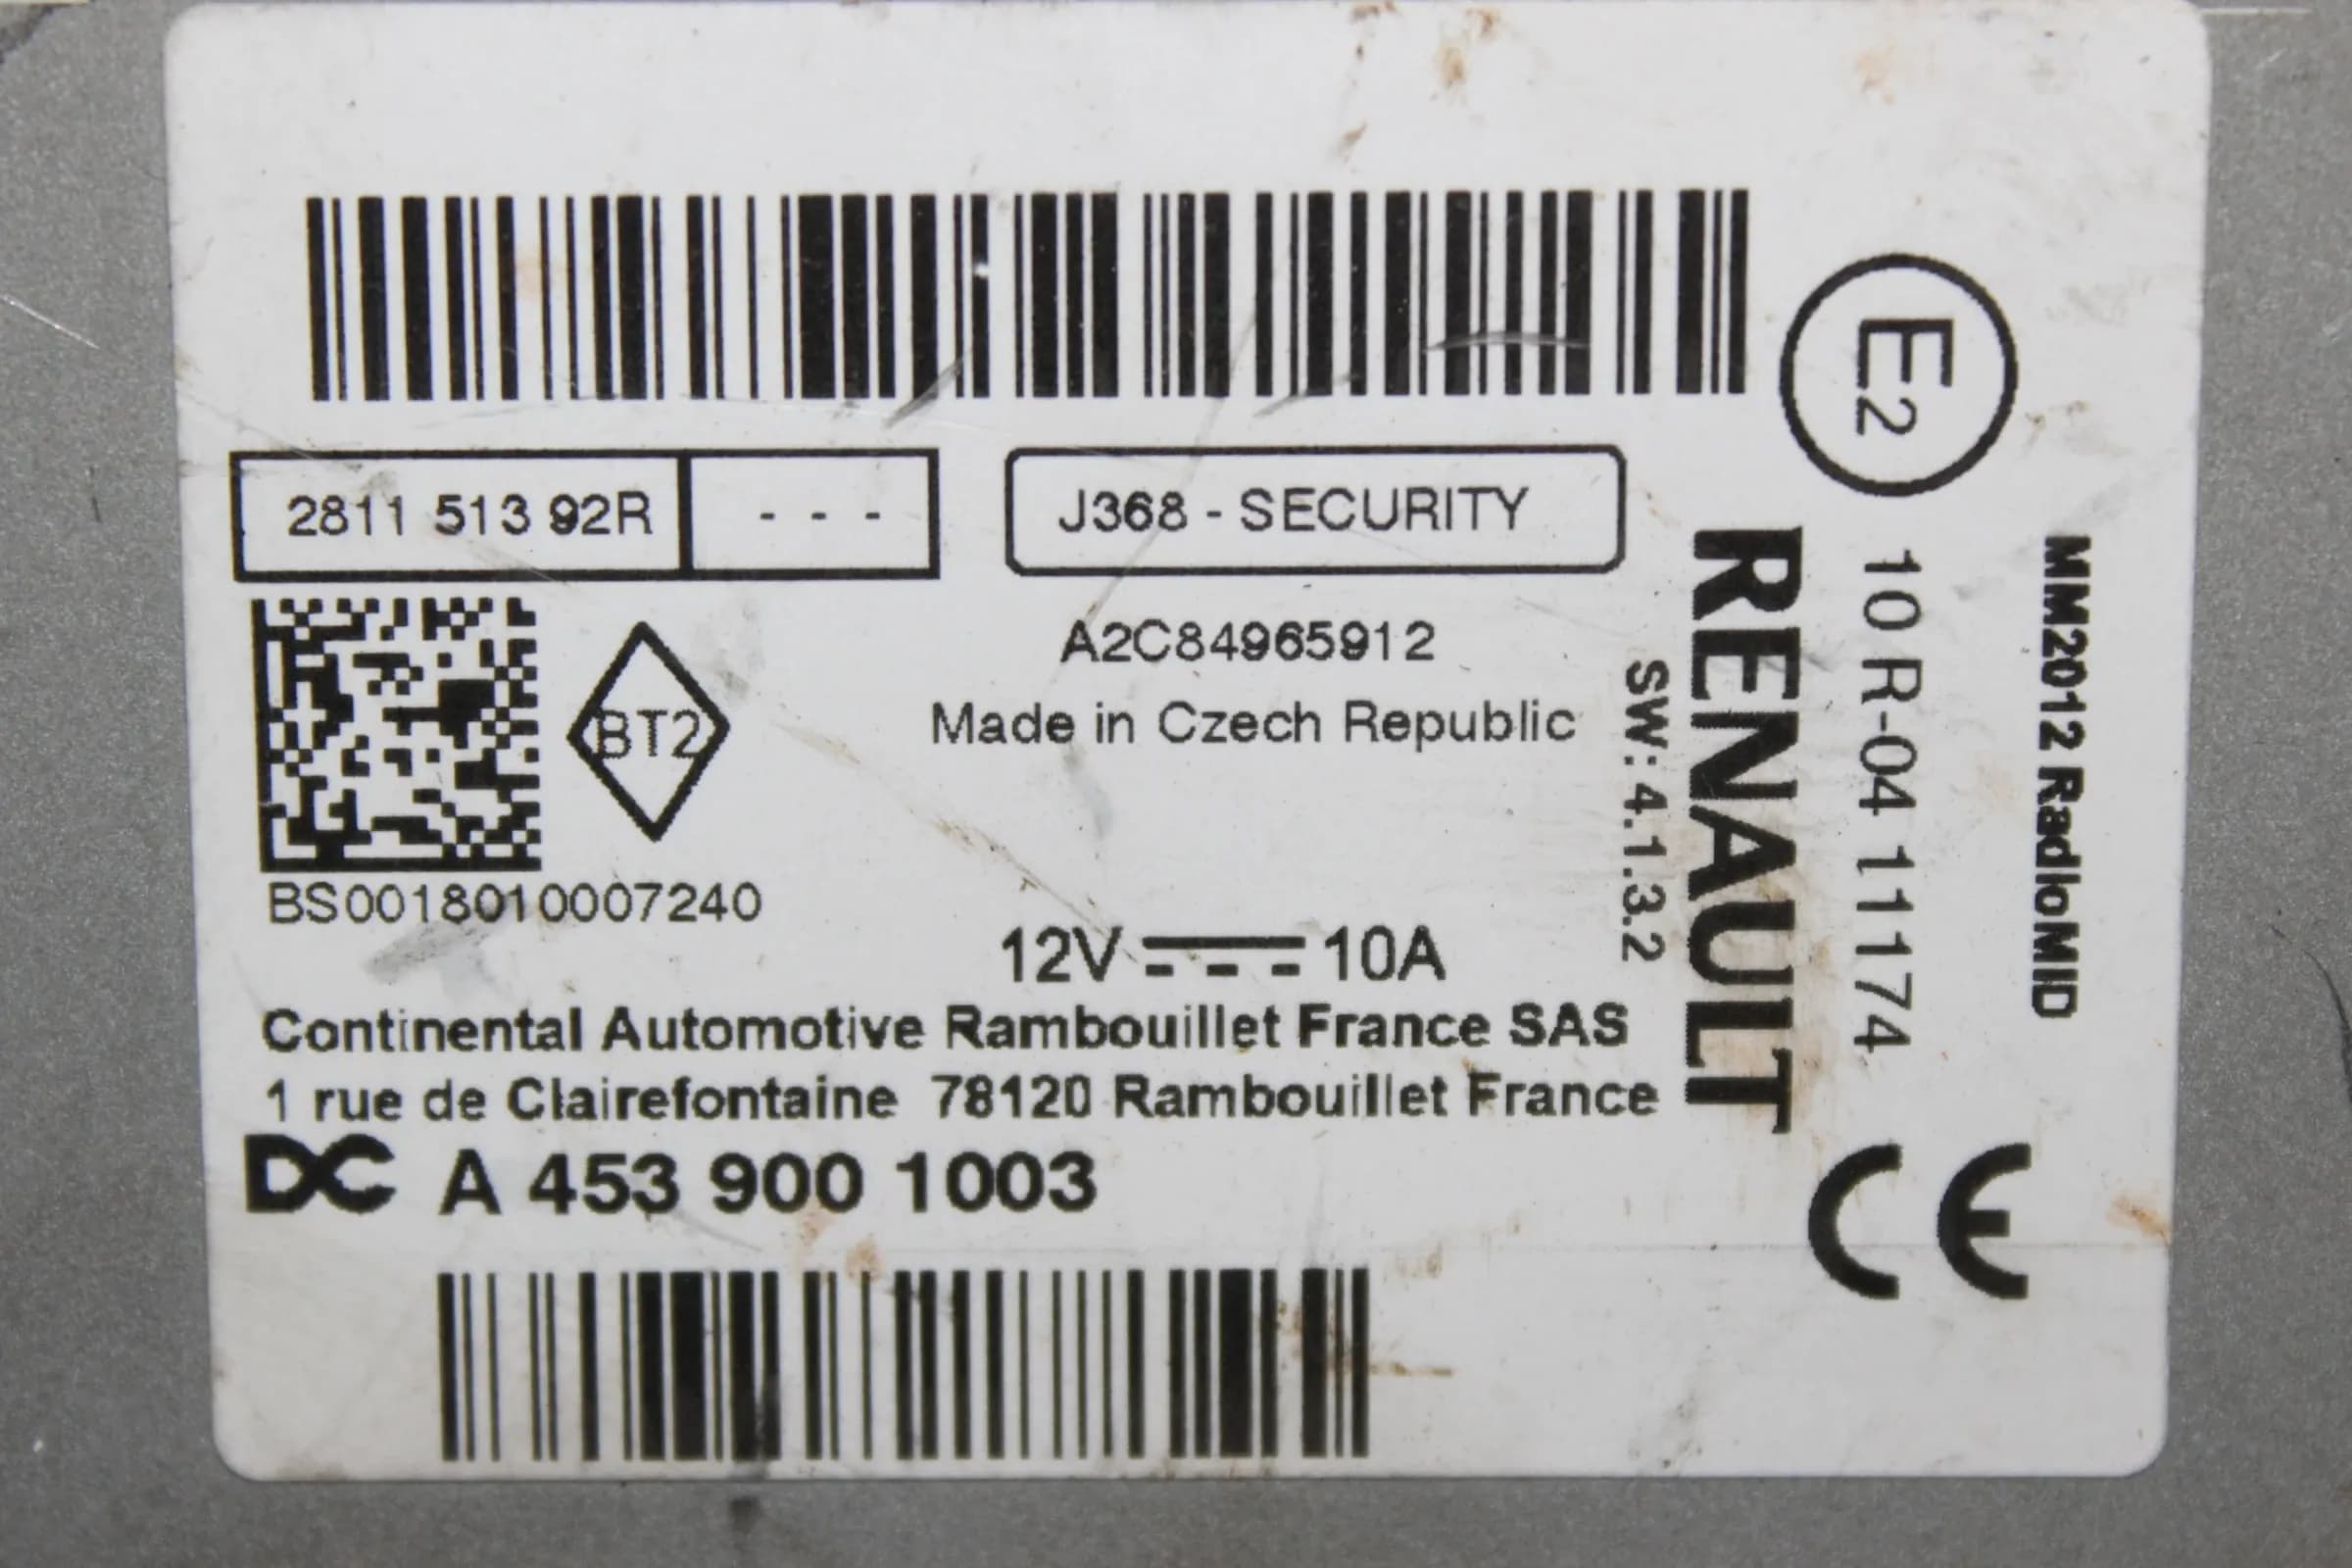 2811 513 92R
- - -
J368 - SECURITY
BT2
A2C84965912
Made in Czech Republic
BS0018010007240
12V 10A
Continental Automotive Rambouillet France SAS
1 rue de Clairefontaine 78120 Rambouillet France
DC A 453 900 1003
SW: 4.1.3.2
RENAULT
E2
10 R-04 11174
CE
MM2012 RadioMID